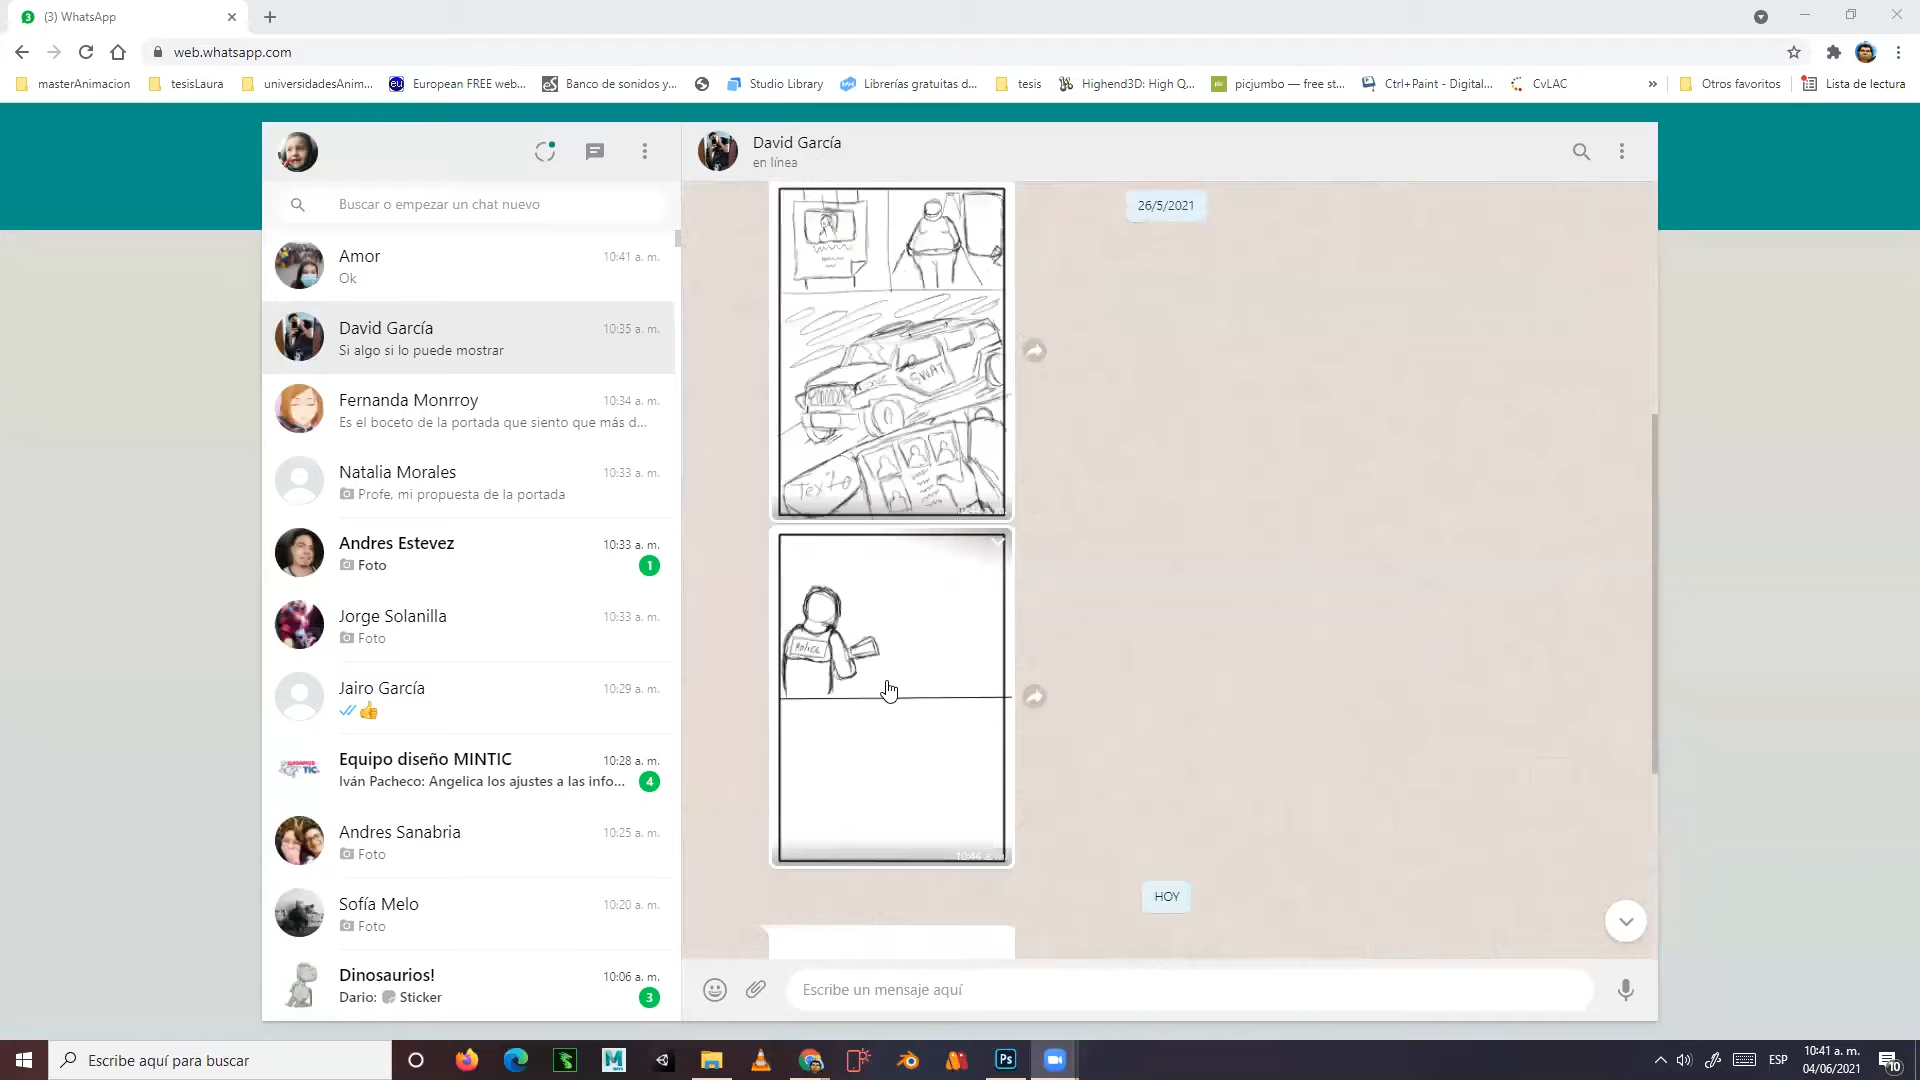 (3) WhatsApp
web.whatsapp.com
masterAnimacion
tesisLaura
universidadesAnim...
European FREE web...
Banco de sonidos y...
Studio Library
Librerías gratuitas d...
tesis
Highend3D: High Q...
picjumbo — free st...
Ctrl+Paint - Digital...
CvLAC
»
Otros favoritos
Lista de lectura
David García
en línea
Buscar o empezar un chat nuevo
26/5/2021
Amor
10:41 a. m.
Ok
David García
10:35 a. m.
Si algo si lo puede mostrar
Fernanda Monrroy
10:34 a. m.
Es el boceto de la portada que siento que más d...
Natalia Morales
10:33 a. m.
Profe, mi propuesta de la portada
Andres Estevez
10:33 a. m.
Foto
1
Jorge Solanilla
10:33 a. m.
Foto
Jairo García
10:29 a. m.
Equipo diseño MINTIC
10:28 a. m.
Iván Pacheco: Angelica los ajustes a las info...
4
Andres Sanabria
10:25 a. m.
Foto
Sofía Melo
10:20 a. m.
Foto
Dinosaurios!
10:06 a. m.
Dario: Sticker
3
SWAT
Texto
POLICE
10:44 a. m.
HOY
Escribe un mensaje aquí
Escribe aquí para buscar
Ps
ESP
10:41 a. m.
04/06/2021
10